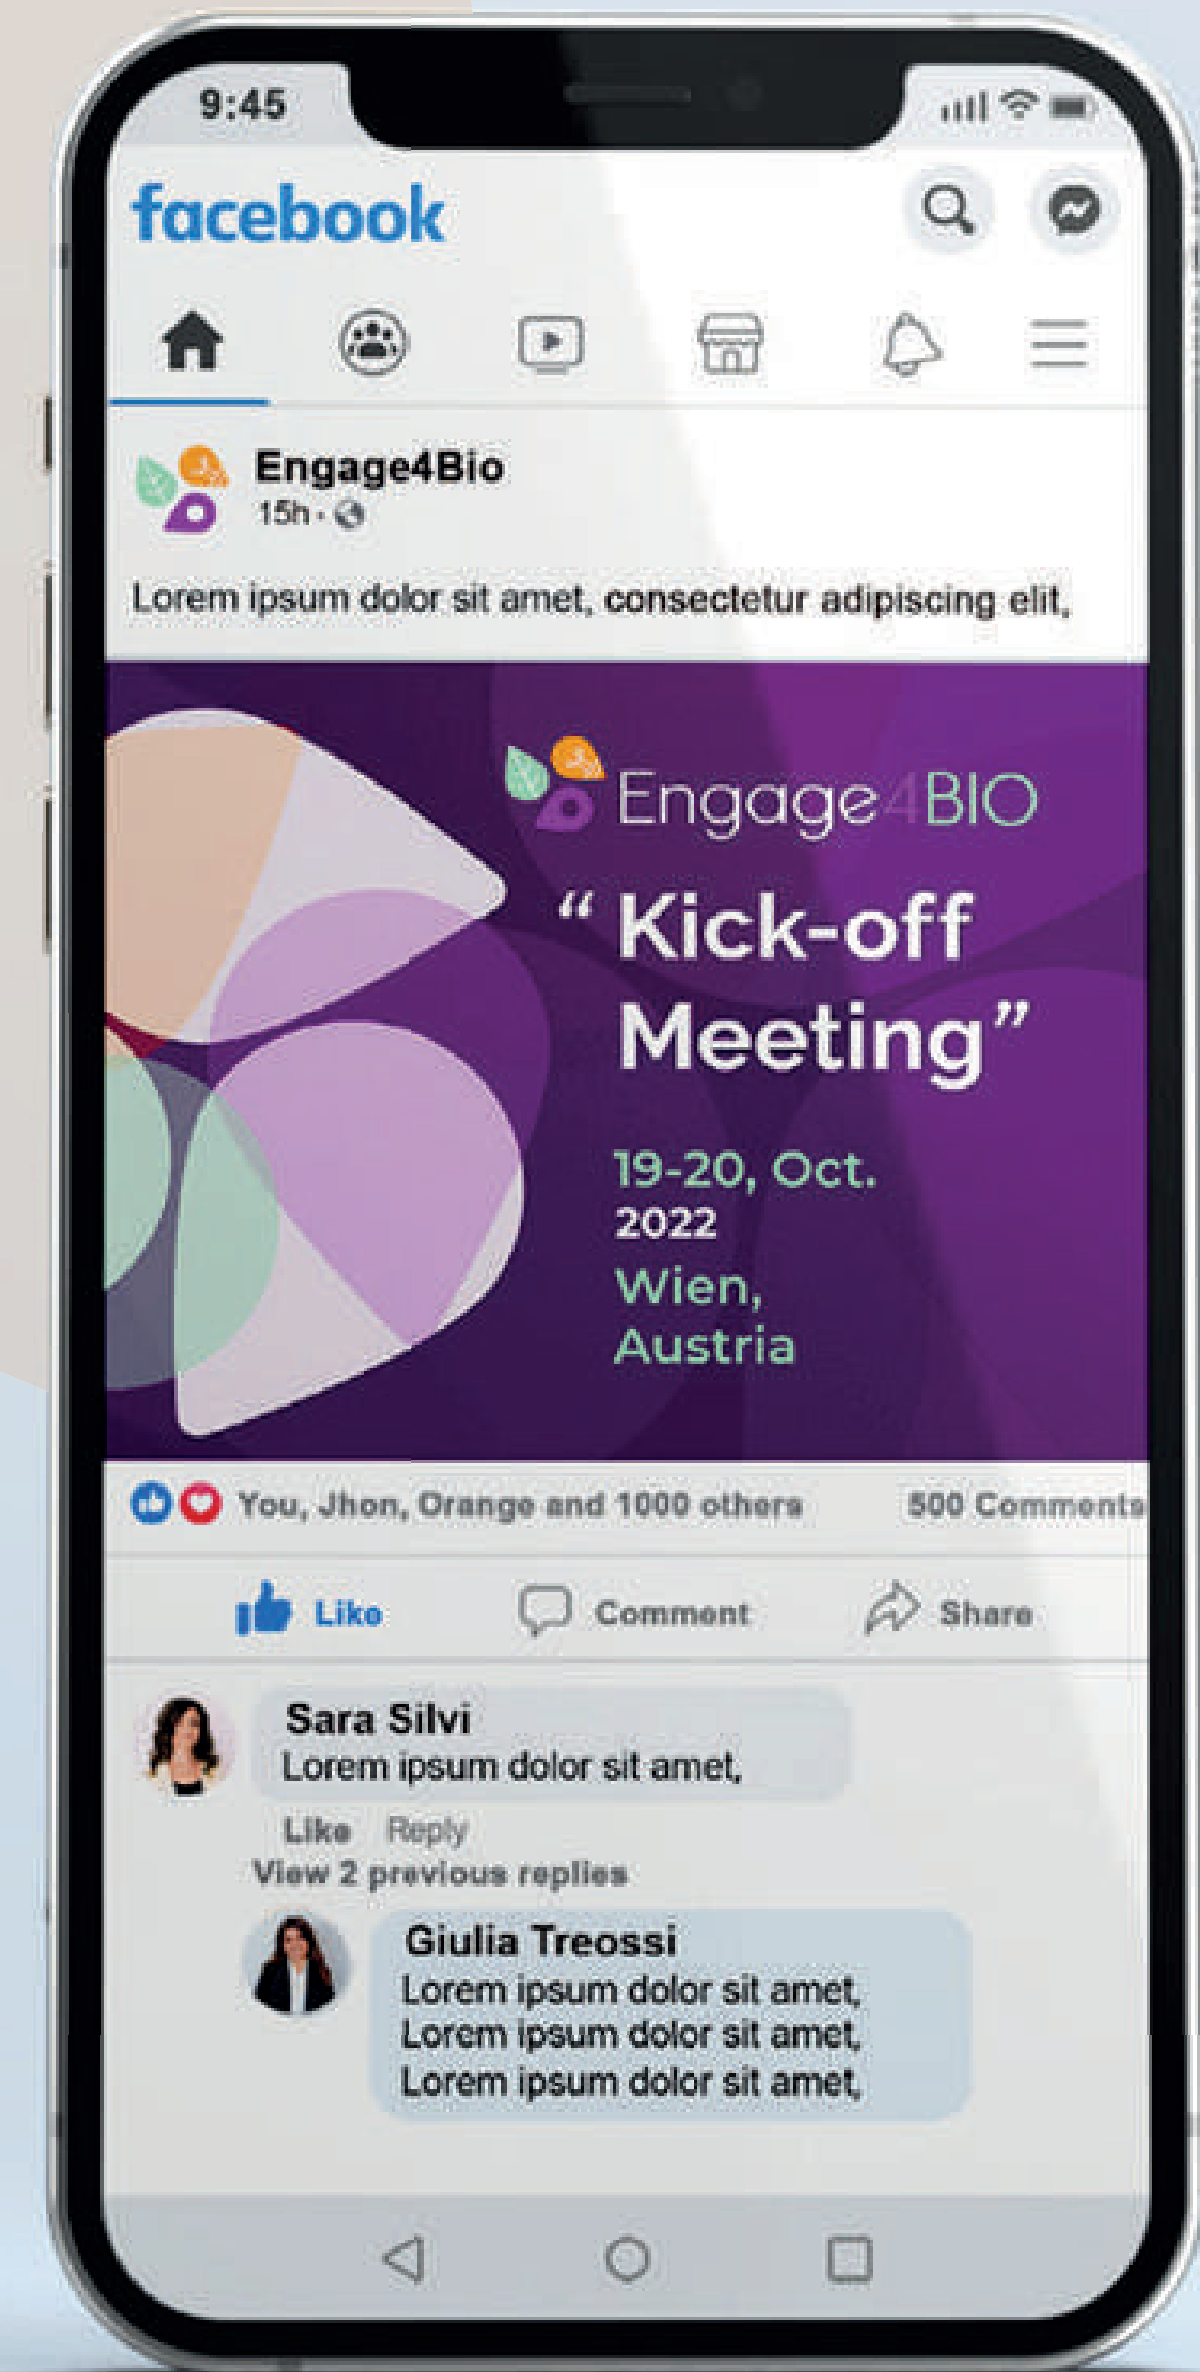 9:45
facebook
Engage4Bio
15h ·
Lorem ipsum dolor sit amet, consectetur adipiscing elit,
Engage4BIO
“ Kick-off
Meeting”
19-20, Oct.
2022
Wien,
Austria
You, Jhon, Orange and 1000 others 500 Comments
Like Comment Share
Sara Silvi
Lorem ipsum dolor sit amet,
Like Reply
View 2 previous replies
Giulia Treossi
Lorem ipsum dolor sit amet,
Lorem ipsum dolor sit amet,
Lorem ipsum dolor sit amet,